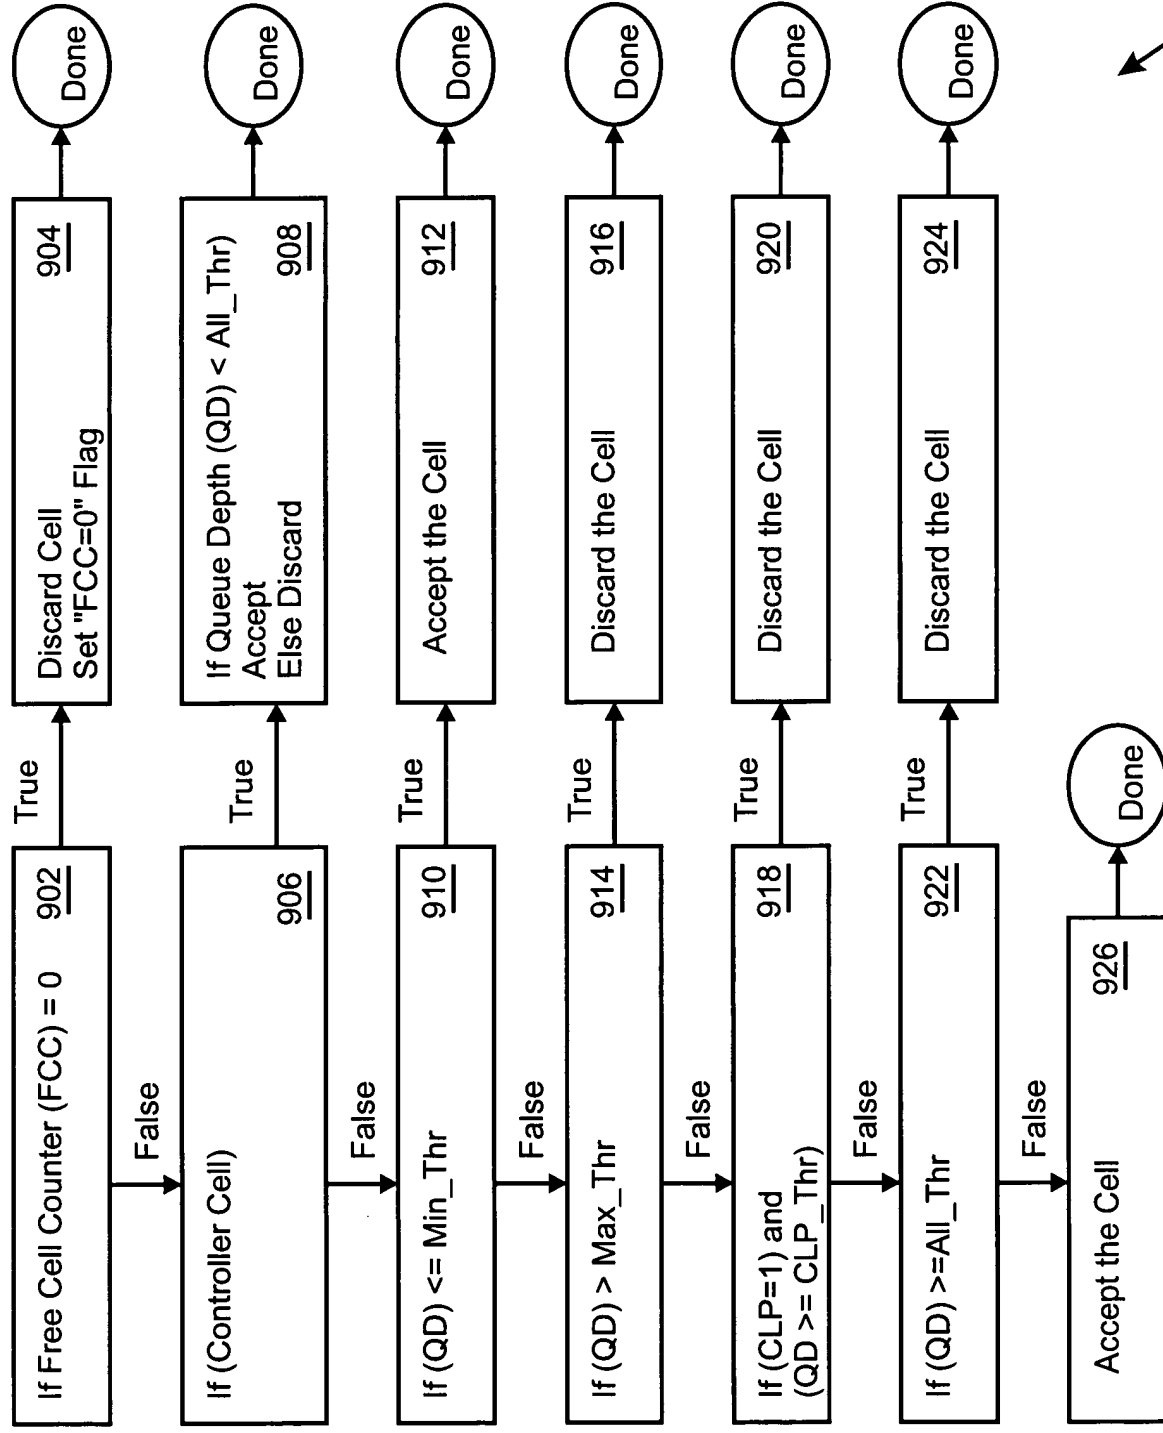 If Free Cell Counter (FCC) = 0 902
True
Discard Cell 904
Set "FCC=0" Flag
Done
False
If (Controller Cell)
906
True
If Queue Depth (QD) < All_Thr)
Accept
Else Discard 908
Done
False
If (QD) <= Min_Thr 910
True
Accept the Cell 912
Done
False
If (QD) > Max_Thr 914
True
Discard the Cell 916
Done
False
If (CLP=1) and 918
(QD >= CLP_Thr)
True
Discard the Cell 920
Done
False
If (QD) >=All_Thr 922
True
Discard the Cell 924
Done
False
Accept the Cell 926
Done